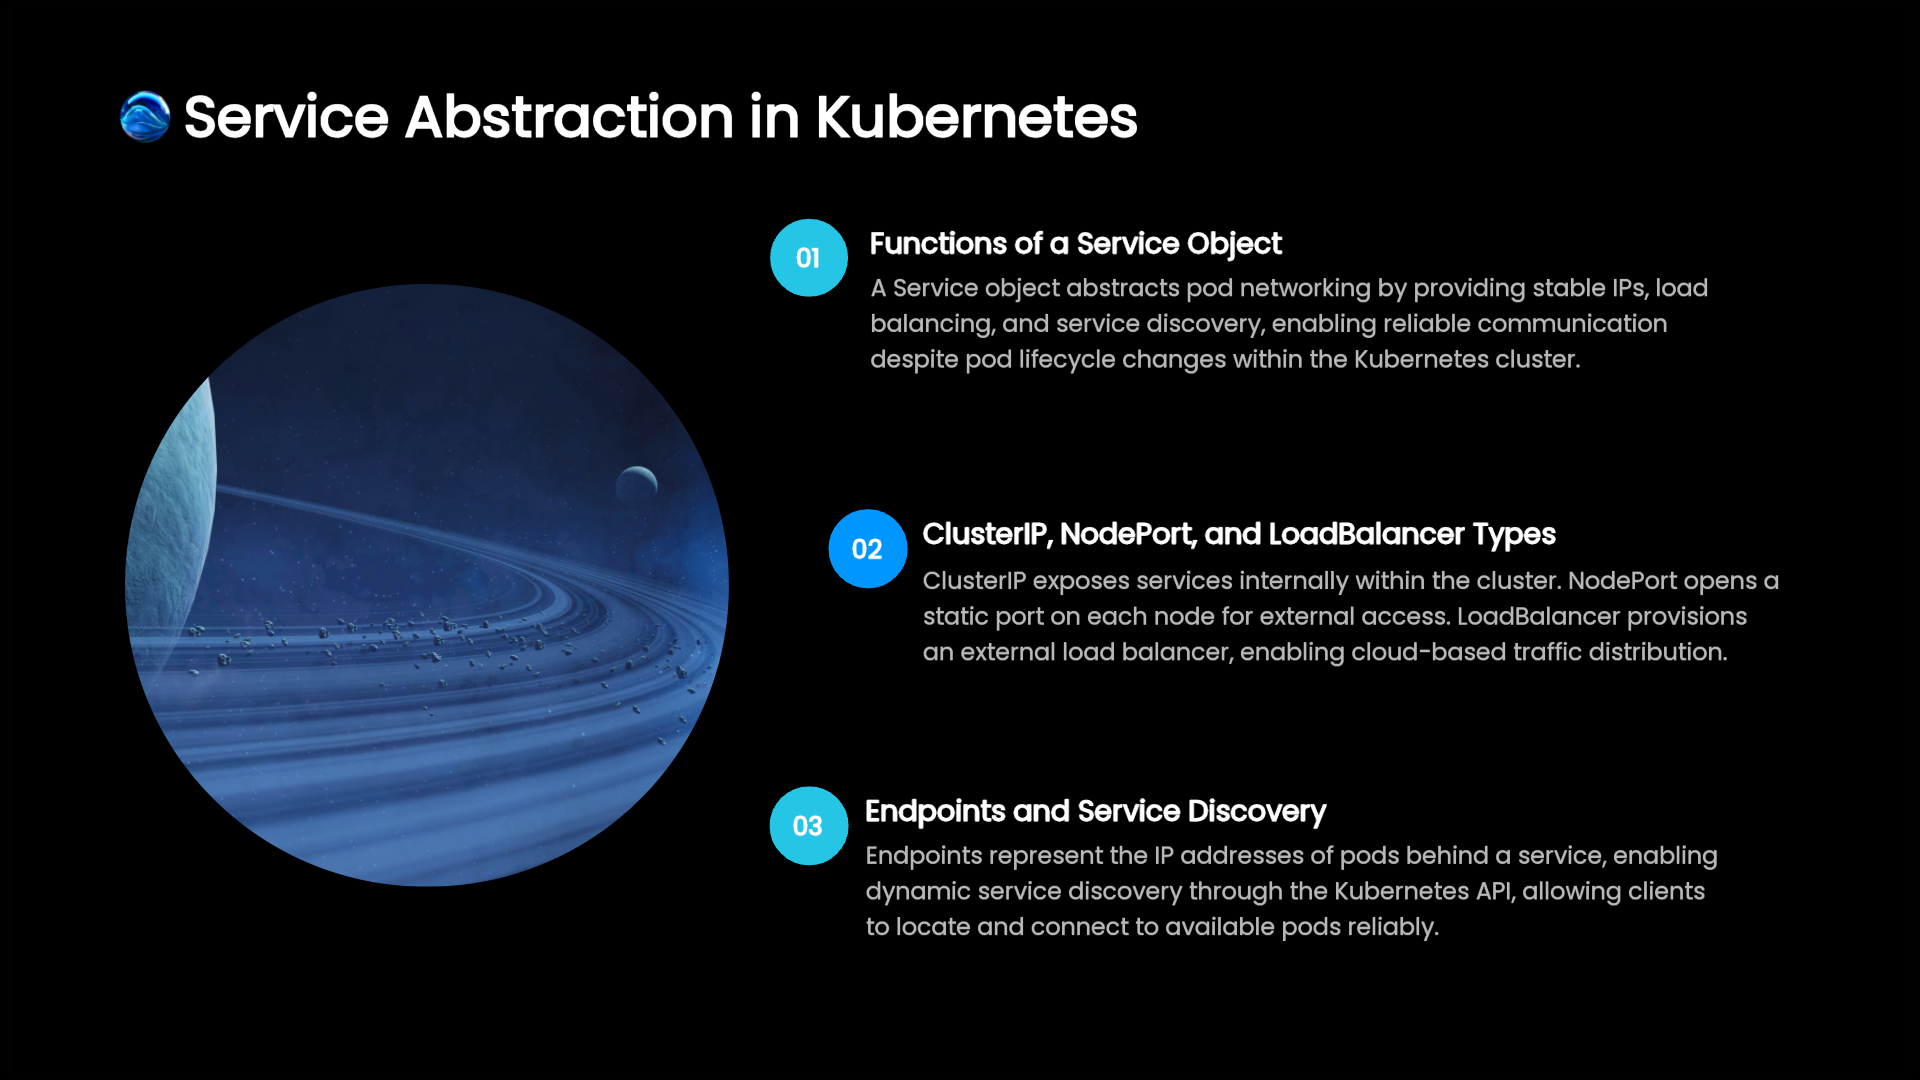 Service Abstraction in Kubernetes
01
Functions of a Service Object
A Service object abstracts pod networking by providing stable IPs, load
balancing, and service discovery, enabling reliable communication
despite pod lifecycle changes within the Kubernetes cluster.
02
ClusterIP, NodePort, and LoadBalancer Types
ClusterIP exposes services internally within the cluster. NodePort opens a
static port on each node for external access. LoadBalancer provisions
an external load balancer, enabling cloud-based traffic distribution.
03
Endpoints and Service Discovery
Endpoints represent the IP addresses of pods behind a service, enabling
dynamic service discovery through the Kubernetes API, allowing clients
to locate and connect to available pods reliably.